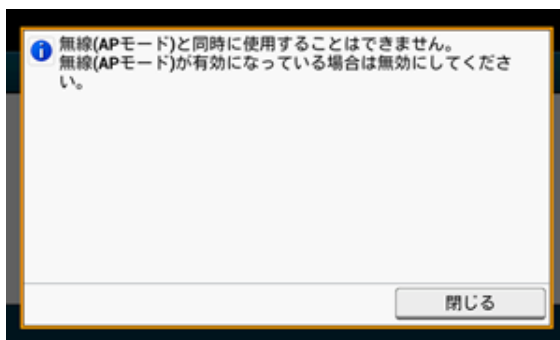 無線(APモード)と同時に使用することはできません。
無線(APモード)が有効になっている場合は無効にしてくださ
い。
閉じる